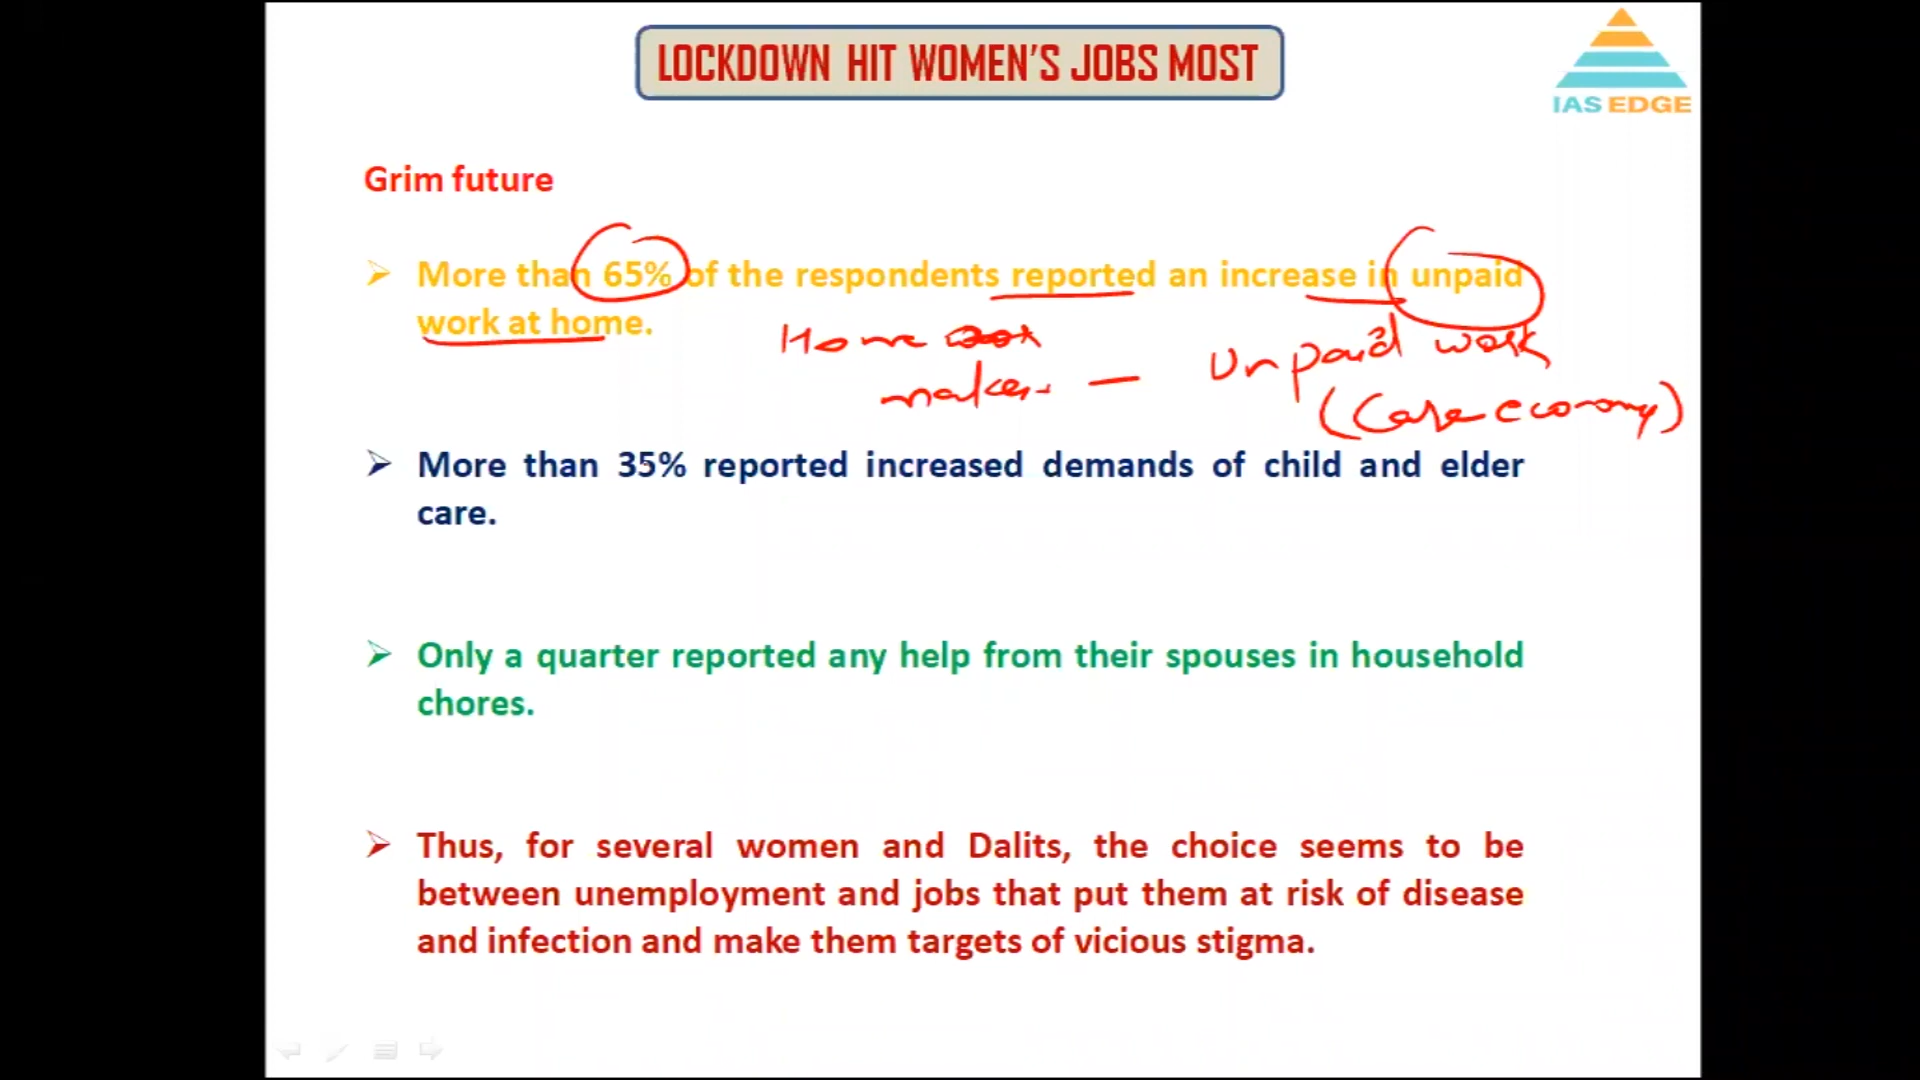 LOCKDOWN HIT WOMEN'S JOBS MOST
IAS EDGE
Grim future
➢ More than 65% of the respondents reported an increase in unpaid
work at home.
Home
maker - Unpaid work
(Care economy)
➢ More than 35% reported increased demands of child and elder
care.
➢ Only a quarter reported any help from their spouses in household
chores.
➢ Thus, for several women and Dalits, the choice seems to be
between unemployment and jobs that put them at risk of disease
and infection and make them targets of vicious stigma.